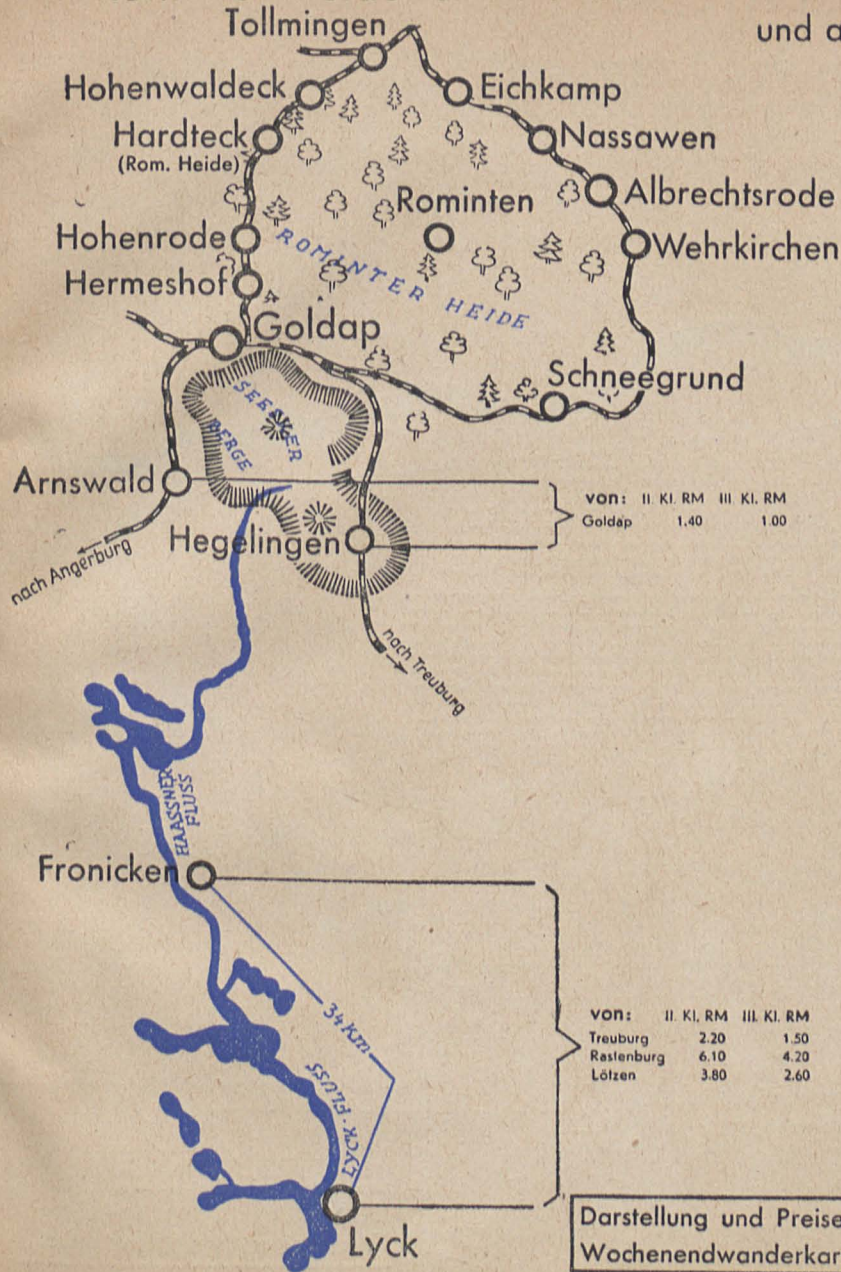 Tollmingen
und a
Hohenwaldeck
Eichkamp
Hardteck
(Rom. Heide)
Nassawen
Albrechtsrode
Rominten
Hohenrode
Wehrkirchen
ROMINTER HEIDE
Hermeshof
Goldap
Schneegrund
SEESKER
BERGE
Arnswald
von: II. Kl. RM III. Kl. RM
Goldap 1.40 1.00
Hegelingen
nach Angerburg
nach Treuburg
HAASSNER
FLUSS
Fronicken
34 Km
von: II. Kl. RM III. Kl. RM
Treuburg 2.20 1.50
Rastenburg 6.10 4.20
Lötzen 3.80 2.60
LYCK-FLUSS
Darstellung und Preise
Wochenendwanderkar
Lyck